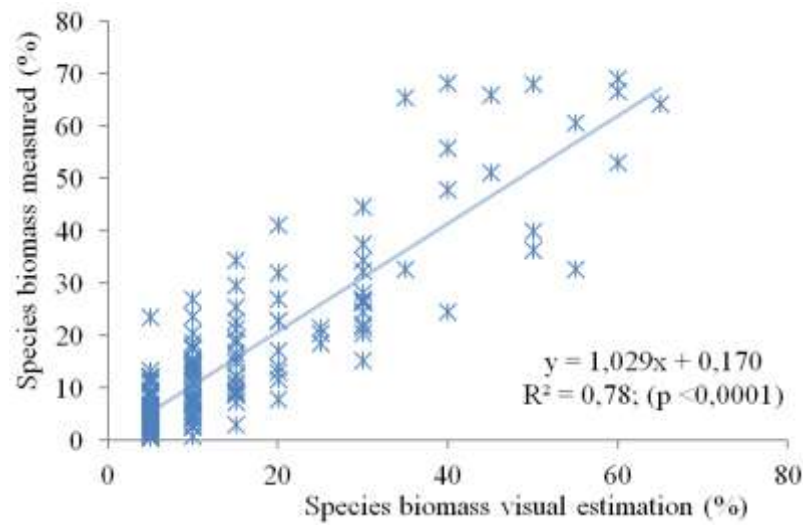 80
70
60
50
40
30
20
10
0
Species biomass measured (%)
y = 1,029x + 0,170
R² = 0,78; (p <0,0001)
0 20 40 60 80
Species biomass visual estimation (%)